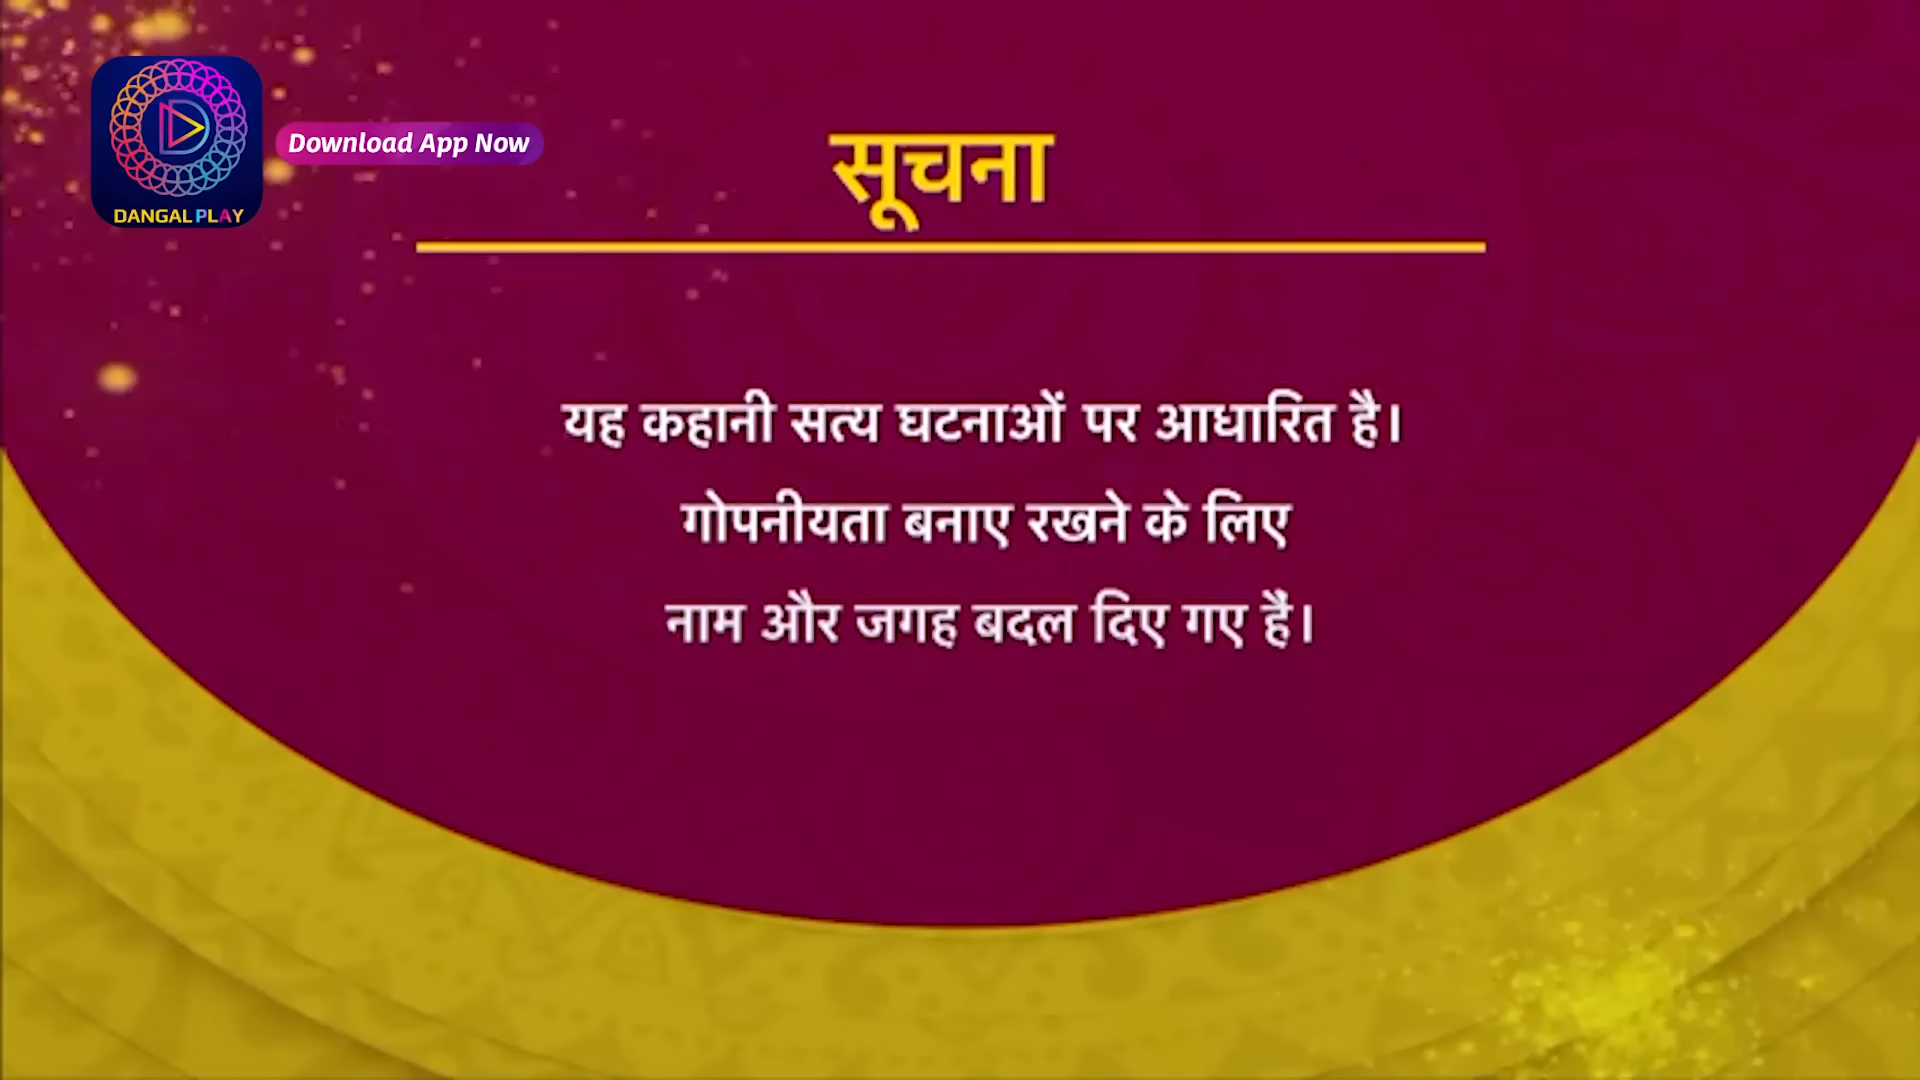 DANGAL PLAY
Download App Now
सूचना
यह कहानी सत्य घटनाओं पर आधारित है।
गोपनीयता बनाए रखने के लिए
नाम और जगह बदल दिए गए हैं।